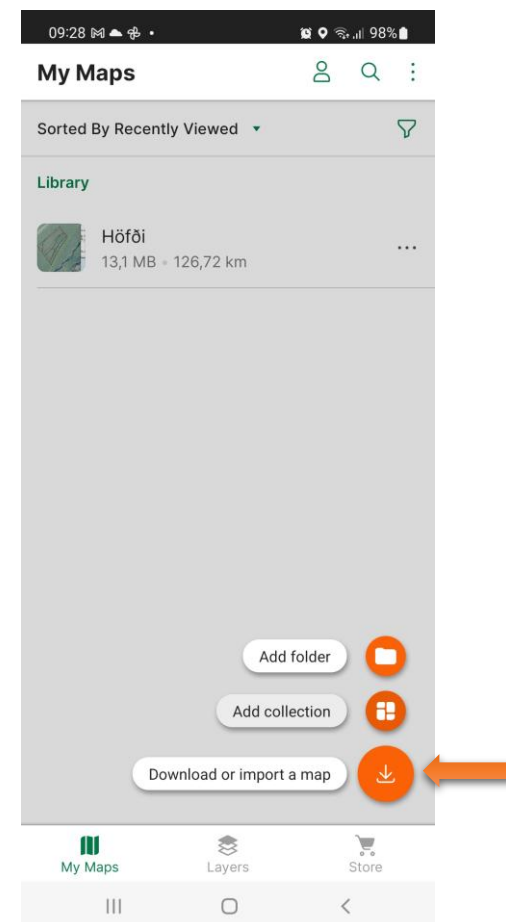 09:28
98%
My Maps
Sorted By Recently Viewed
Library
Höfði
13,1 MB • 126,72 km
Add folder
Add collection
Download or import a map
My Maps
Layers
Store